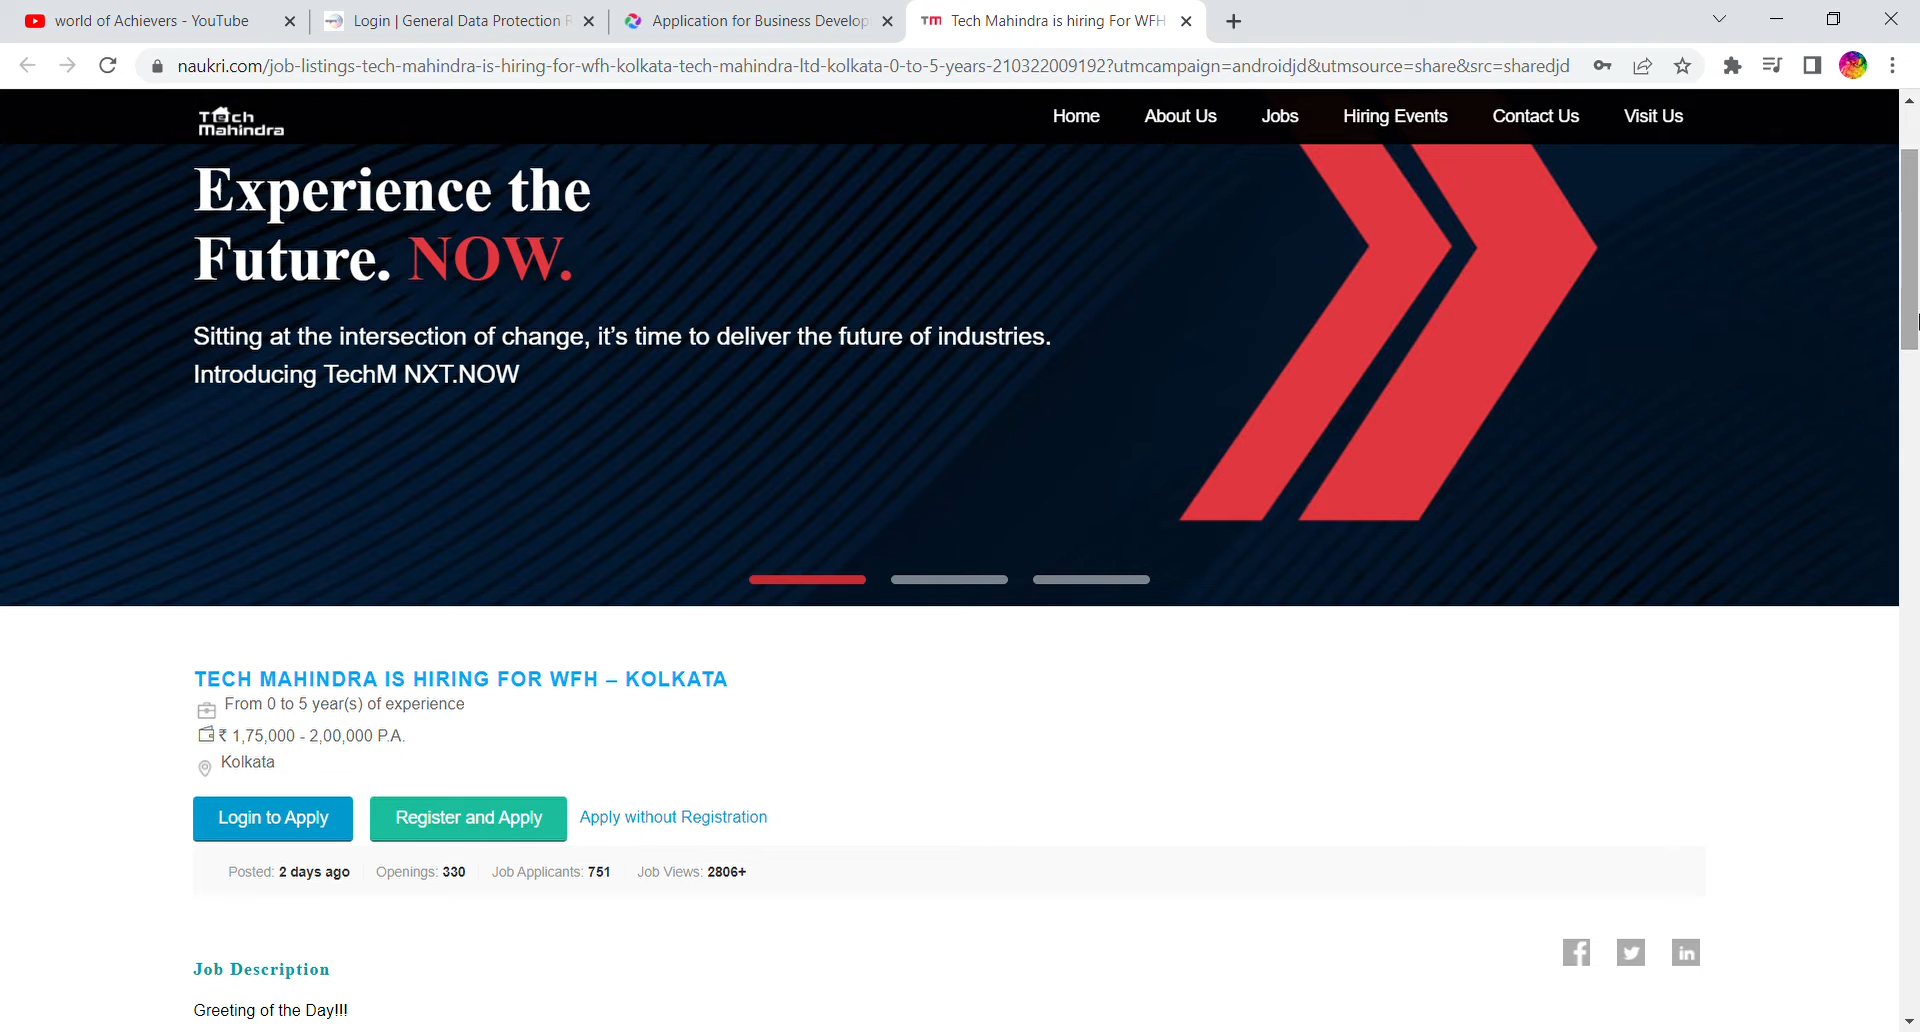 world of Achievers - YouTube
Login | General Data Protection R
Application for Business Develop
TM Tech Mahindra is hiring For WFH
naukri.com/job-listings-tech-mahindra-is-hiring-for-wfh-kolkata-tech-mahindra-ltd-kolkata-0-to-5-years-210322009192?utmcampaign=androidjd&utmsource=share&src=sharedjd
Tech
Mahindra
Home
About Us
Jobs
Hiring Events
Contact Us
Visit Us
Experience the
Future. NOW.
Sitting at the intersection of change, it’s time to deliver the future of industries.
Introducing TechM NXT.NOW
TECH MAHINDRA IS HIRING FOR WFH – KOLKATA
From 0 to 5 year(s) of experience
₹ 1,75,000 - 2,00,000 P.A.
Kolkata
Login to Apply
Register and Apply
Apply without Registration
Posted: 2 days ago
Openings: 330
Job Applicants: 751
Job Views: 2806+
f
in
Job Description
Greeting of the Day!!!